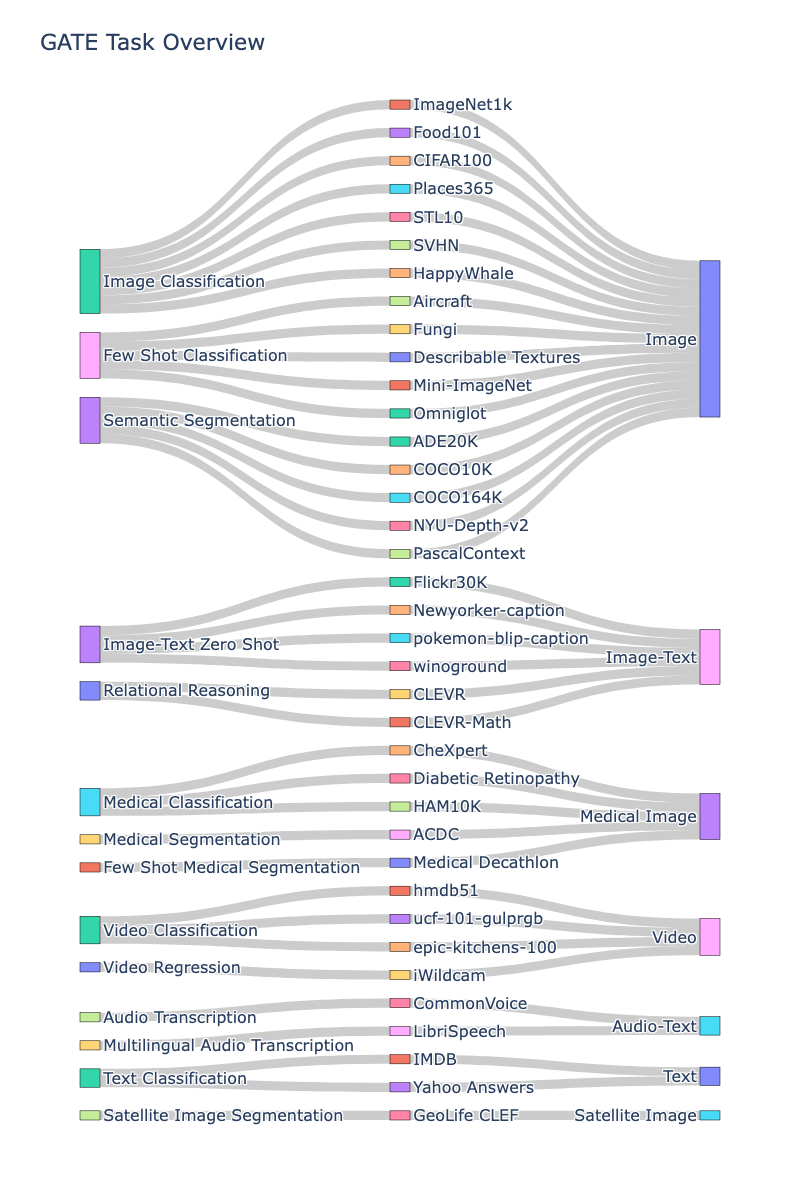 GATE Task Overview
ImageNet1k
Food101
CIFAR100
Places365
STL10
SVHN
Image Classification
HappyWhale
Aircraft
Fungi
Image
Few Shot Classification
Describable Textures
Mini-ImageNet
Omniglot
Semantic Segmentation
ADE20K
COCO10K
COCO164K
NYU-Depth-v2
PascalContext
Flickr30K
Newyorker-caption
Image-Text Zero Shot
pokemon-blip-caption
Image-Text
winoground
Relational Reasoning
CLEVR
CLEVR-Math
CheXpert
Diabetic Retinopathy
Medical Classification
HAM10K
Medical Image
Medical Segmentation
ACDC
Few Shot Medical Segmentation
Medical Decathlon
hmdb51
ucf-101-gulprgb
Video Classification
Video
epic-kitchens-100
Video Regression
iWildcam
CommonVoice
Audio Transcription
Audio-Text
LibriSpeech
Multilingual Audio Transcription
IMDB
Text Classification
Text
Yahoo Answers
Satellite Image Segmentation
GeoLife CLEF
Satellite Image